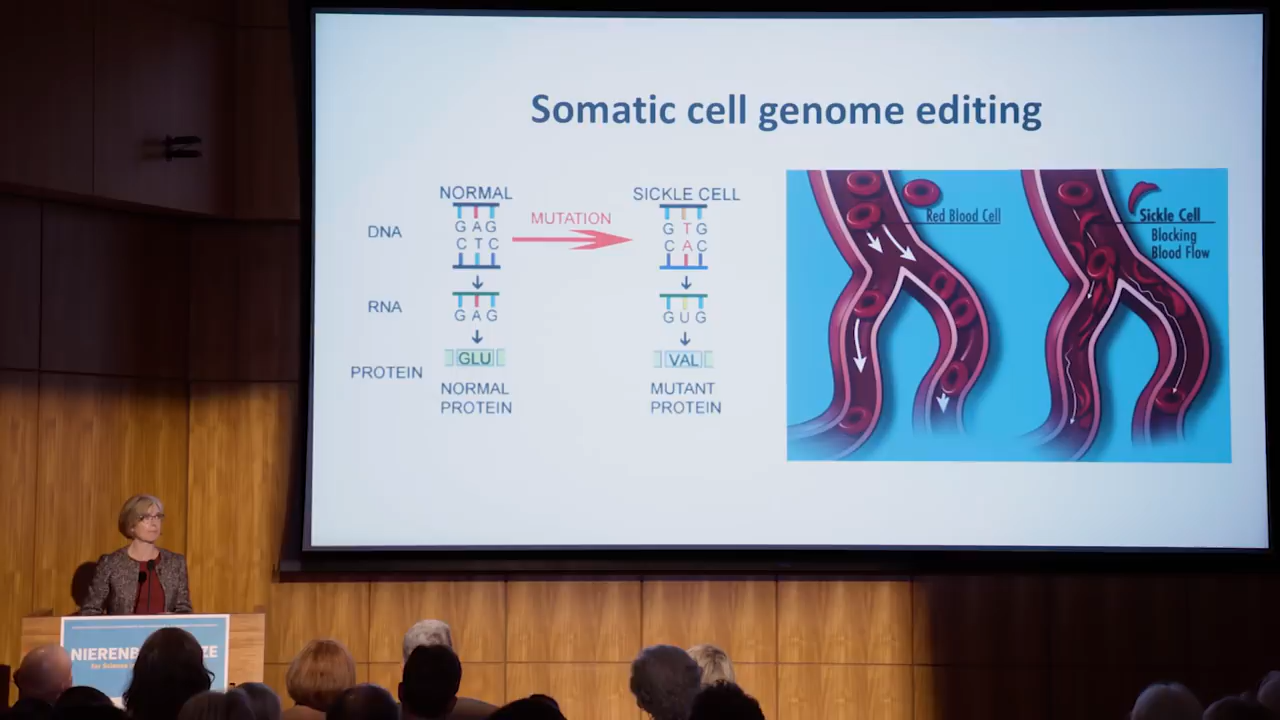 Somatic cell genome editing
NORMAL
SICKLE CELL
MUTATION
DNA
G A G
C T C
G T G
C A C
RNA
G A G
G U G
PROTEIN
GLU
VAL
NORMAL
PROTEIN
MUTANT
PROTEIN
Red Blood Cell
Sickle Cell
Blocking
Blood Flow
for Science